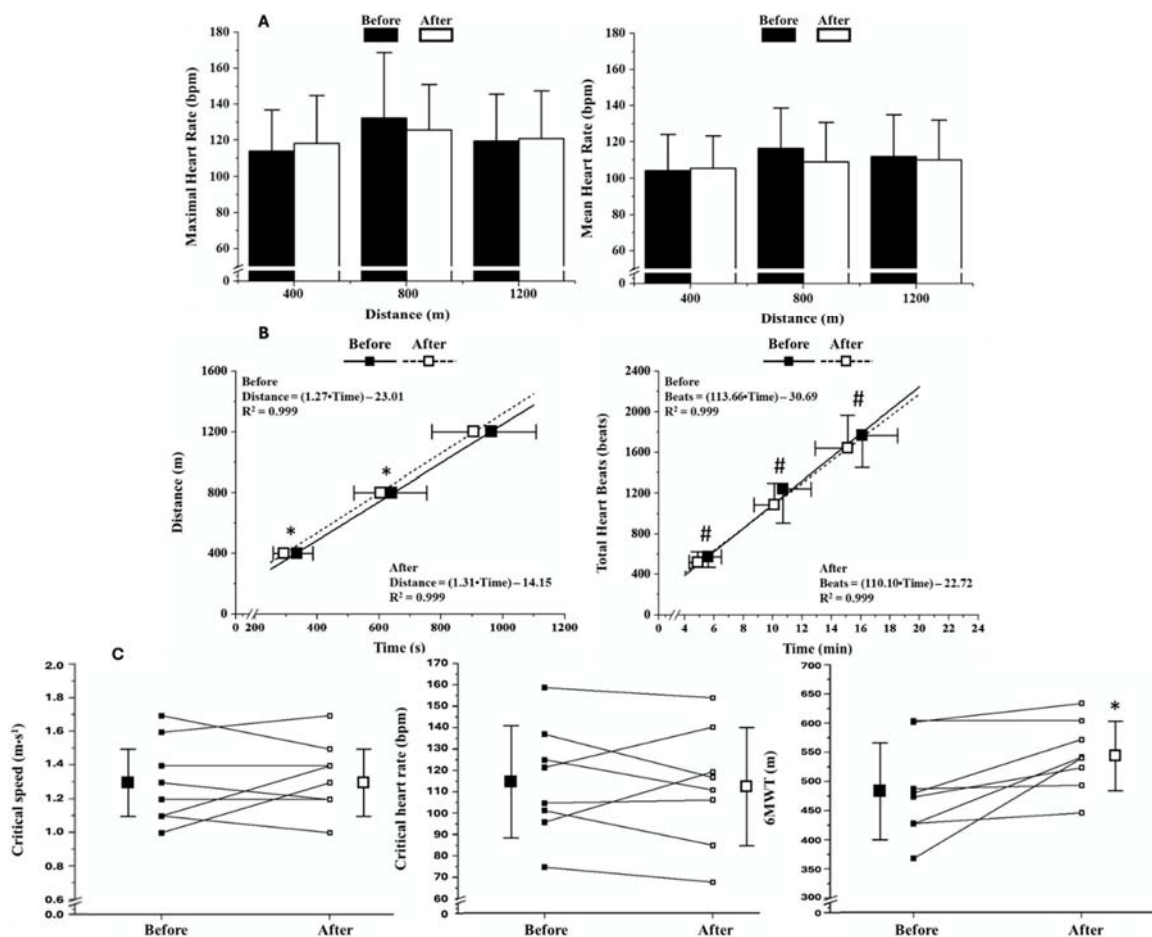 A
Before After
180
160
140
120
100
80
60
0
Maximal Heart Rate (bpm)
400 800 1200
Distance (m)
Before After
180
160
140
120
100
80
60
0
Mean Heart Rate (bpm)
400 800 1200
Distance (m)
B
Before After
1600
1200
800
400
0
Distance (m)
Before
Distance = (1.27•Time) – 23.01
R² = 0.999
*
*
After
Distance = (1.31•Time) – 14.15
R² = 0.999
0 200 400 600 800 1000 1200
Time (s)
Before After
2400
2000
1600
1200
800
400
0
Total Heart Beats (beats)
Before
Beats = (113.66•Time) – 30.69
R² = 0.999
#
#
#
After
Beats = (110.10•Time) – 22.72
R² = 0.999
0 4 6 8 10 12 14 16 18 20 22 24
Time (min)
C
2.0
1.8
1.6
1.4
1.2
1.0
0.8
0.6
0.0
Critical speed (m·s¹)
Before After
170
160
150
140
130
120
110
100
90
80
70
60
0
Critical heart rate (bpm)
Before After
700
650
600
550
500
450
400
350
300
0
6MWT (m)
*
Before After